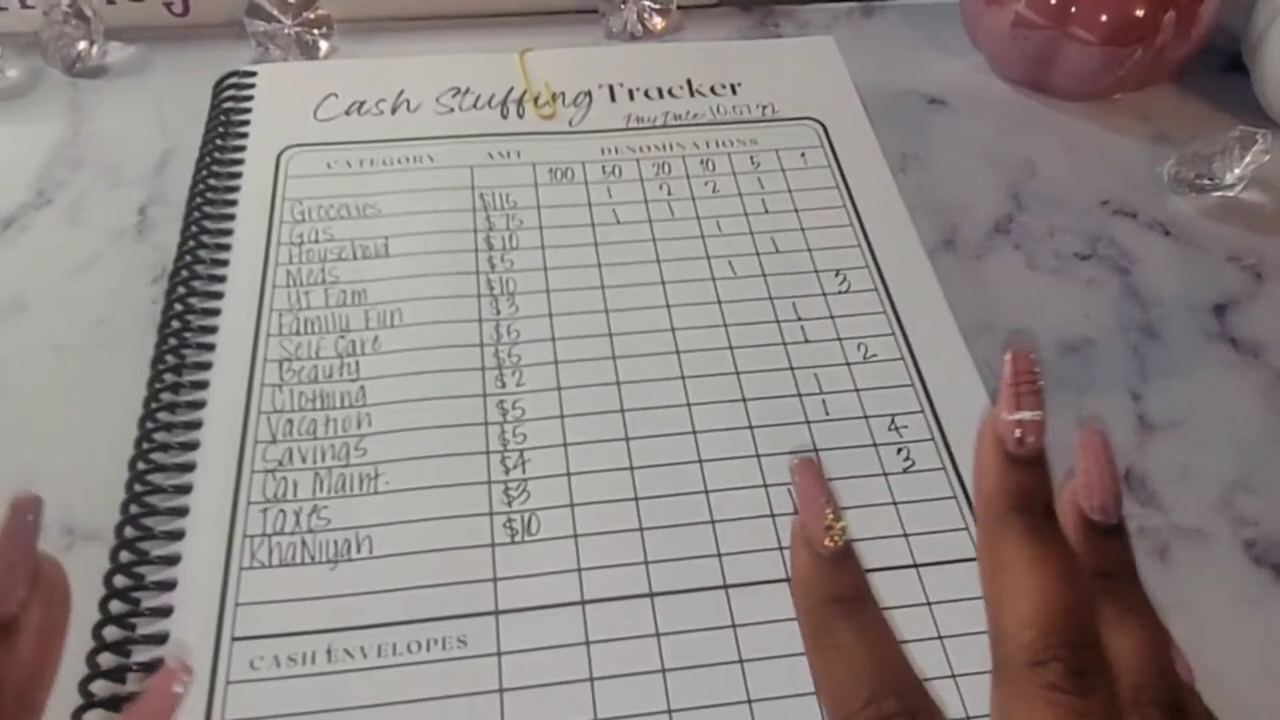 Cash Stuffing Tracker
Pay Date: 10.07.22
CATEGORY AMT DENOMINATIONS
100 50 20 10 5 1
Groceries $115 1 2 2 1
Gas $75 1 1 1
Household $10 1
Meds $5 1
UT Fam $10 1
Family Fun $3 3
Self Care $5 1
Beauty $5 1
Clothing $2 2
Vacation $5 1
Savings $5 1
Car Maint. $4 4
Taxes $3 3
KhaNiyah $10 1
CASH ENVELOPES